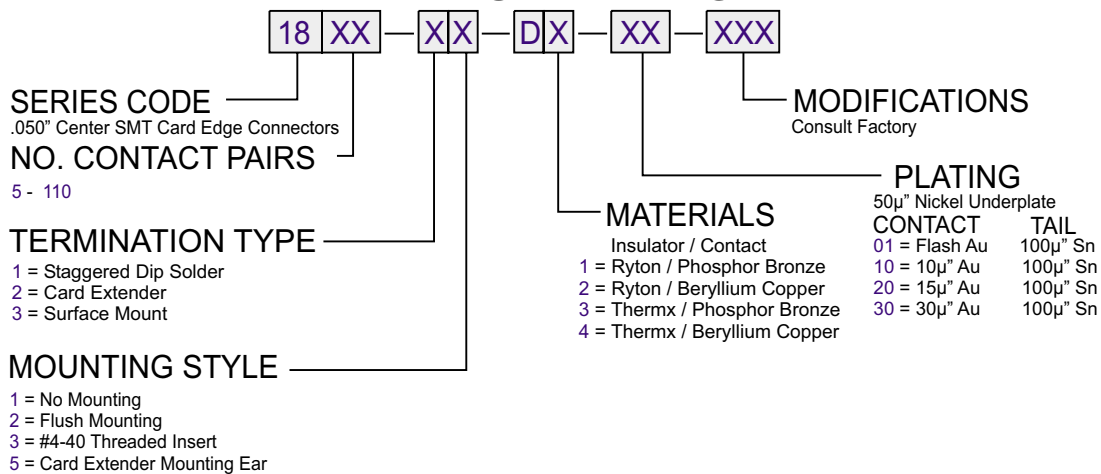 18 XX — X X — D X — XX — XXX
SERIES CODE
.050” Center SMT Card Edge Connectors
NO. CONTACT PAIRS
5 - 110
TERMINATION TYPE
1 = Staggered Dip Solder
2 = Card Extender
3 = Surface Mount
MOUNTING STYLE
1 = No Mounting
2 = Flush Mounting
3 = #4-40 Threaded Insert
5 = Card Extender Mounting Ear
MATERIALS
Insulator / Contact
1 = Ryton / Phosphor Bronze
2 = Ryton / Beryllium Copper
3 = Thermx / Phosphor Bronze
4 = Thermx / Beryllium Copper
MODIFICATIONS
Consult Factory
PLATING
50µ” Nickel Underplate
CONTACT TAIL
01 = Flash Au 100µ” Sn
10 = 10µ” Au 100µ” Sn
20 = 15µ” Au 100µ” Sn
30 = 30µ” Au 100µ” Sn